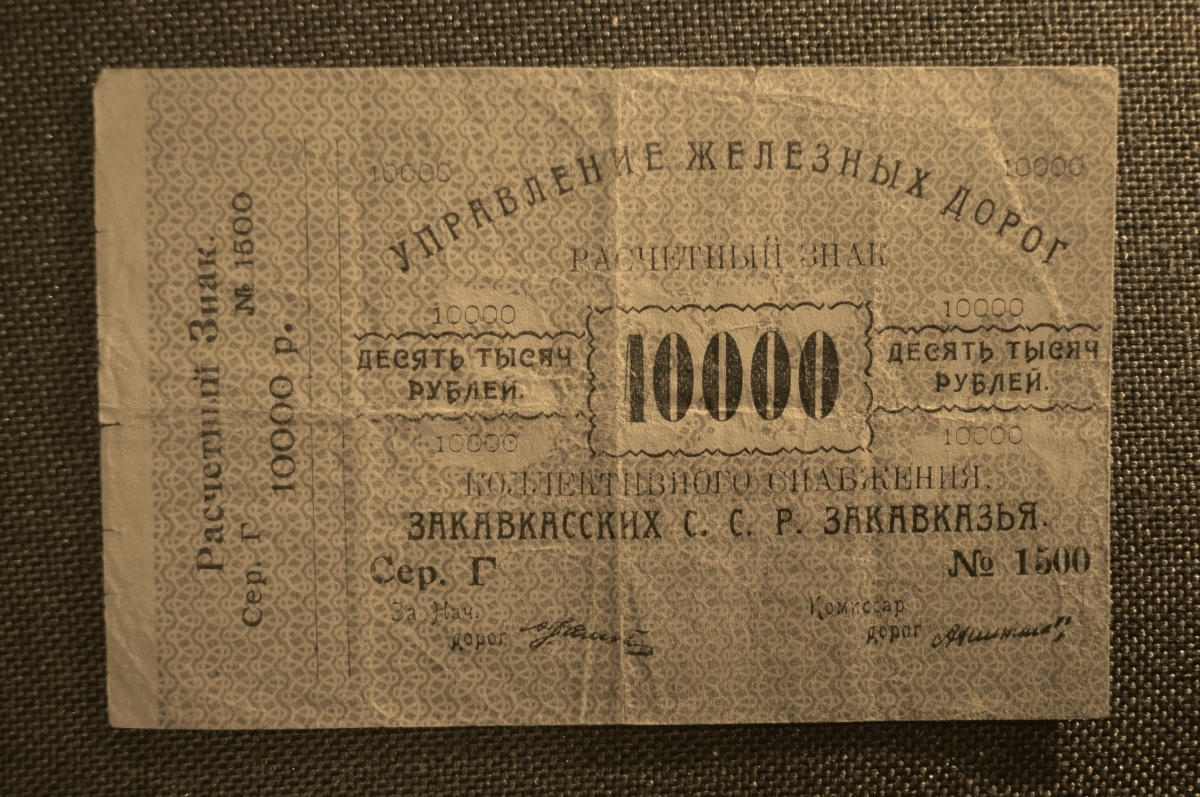 Расчетный Знак.
Сер. Г № 1500
10000 р.
10000 10000
УПРАВЛЕНИЕ ЖЕЛЕЗНЫХ ДОРОГ
РАСЧЕТНЫЙ ЗНАК
10000 10000
ДЕСЯТЬ ТЫСЯЧ РУБЛЕЙ.
10000
ДЕСЯТЬ ТЫСЯЧ РУБЛЕЙ.
10000 10000
КОЛЛЕКТИВНОГО СНАБЖЕНИЯ.
ЗАКАВКАССКИХ С. С. Р. ЗАКАВКАЗЬЯ.
Сер. Г № 1500
За Нач. дорог
Комиссар дорог